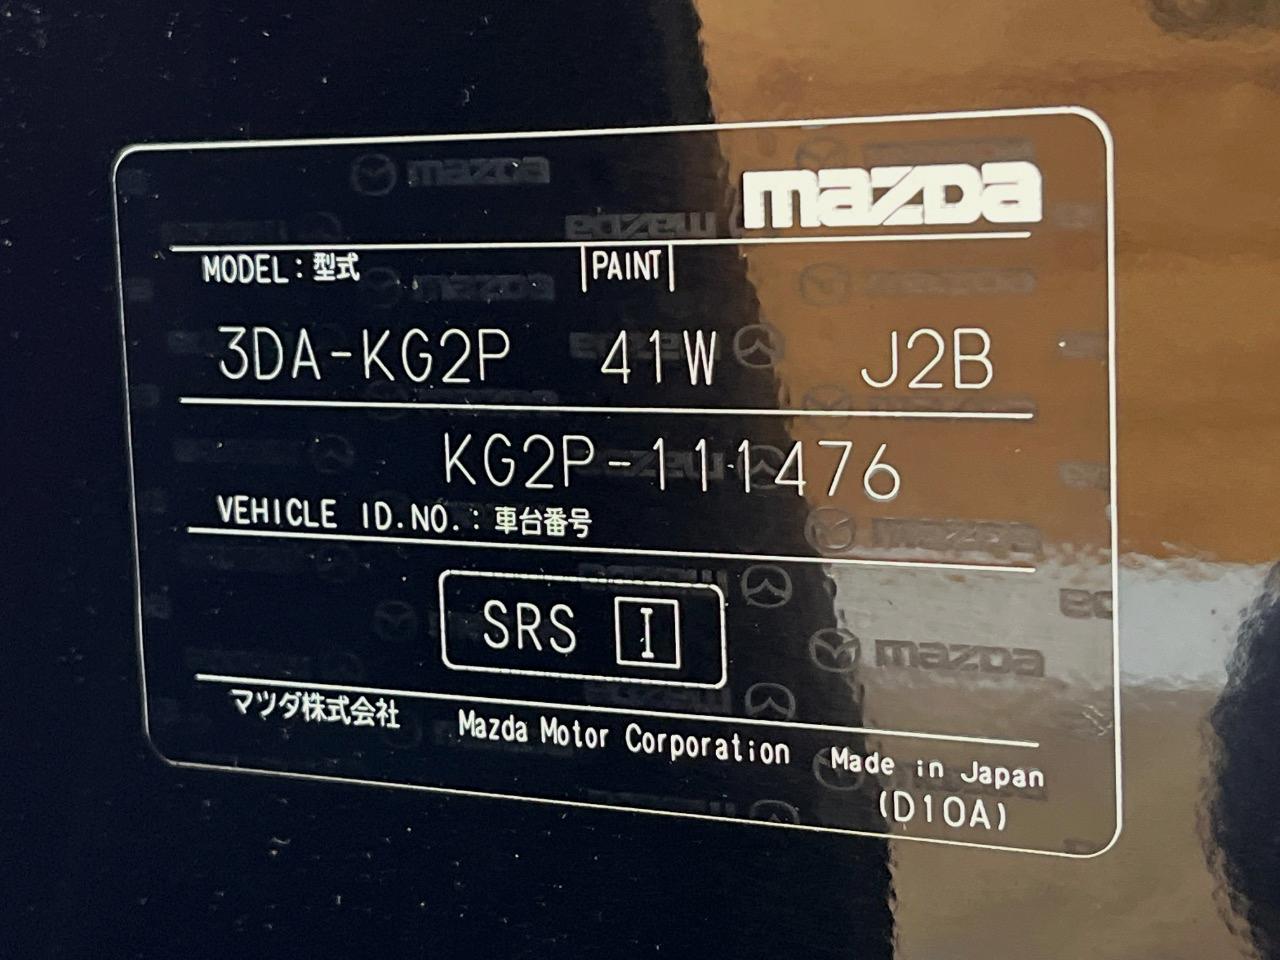 mazda
MODEL:型式 PAINT
3DA-KG2P 41W J2B
KG2P-111476
VEHICLE ID.NO.:車台番号
SRS I
マツダ株式会社 Mazda Motor Corporation Made in Japan
(D10A)